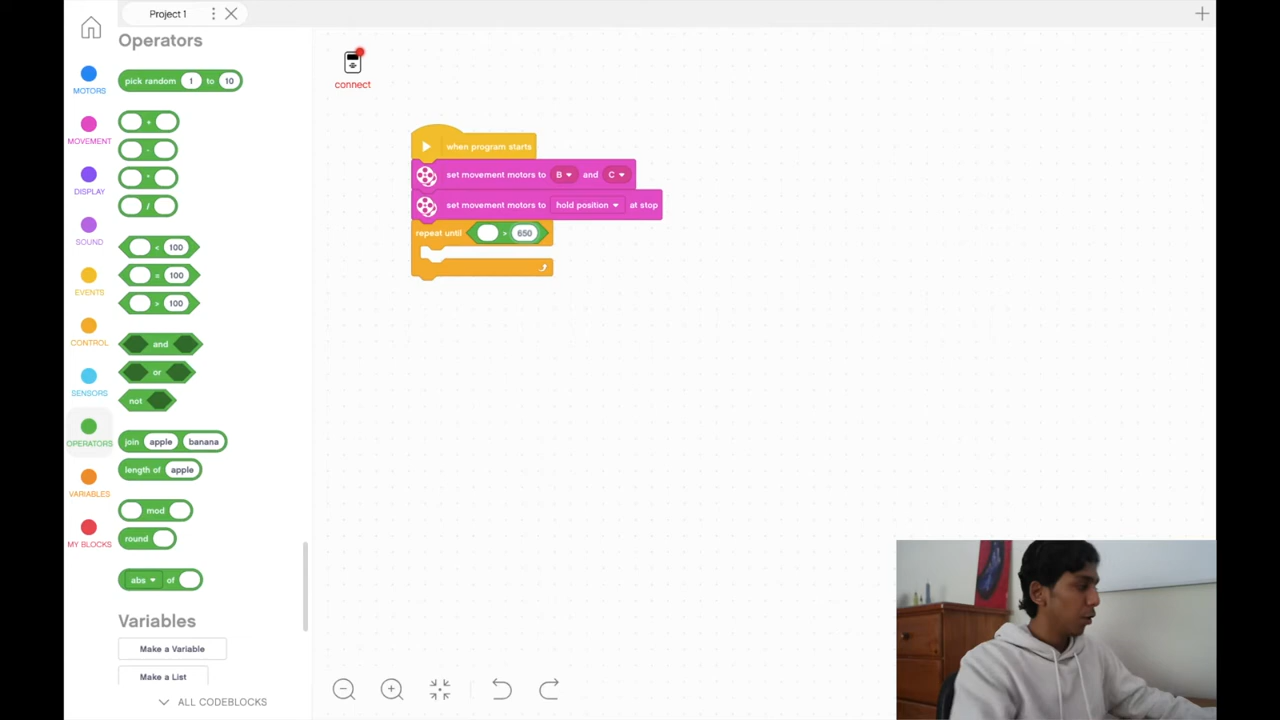 Project 1
Operators
pick random 1 to 10
+
-
*
/
< 100
= 100
> 100
and
or
not
join apple banana
length of apple
mod
round
abs of
Variables
Make a Variable
Make a List
ALL CODEBLOCKS
MOTORS
MOVEMENT
DISPLAY
SOUND
EVENTS
CONTROL
SENSORS
OPERATORS
VARIABLES
MY BLOCKS
connect
when program starts
set movement motors to B and C
set movement motors to hold position at stop
repeat until > 650